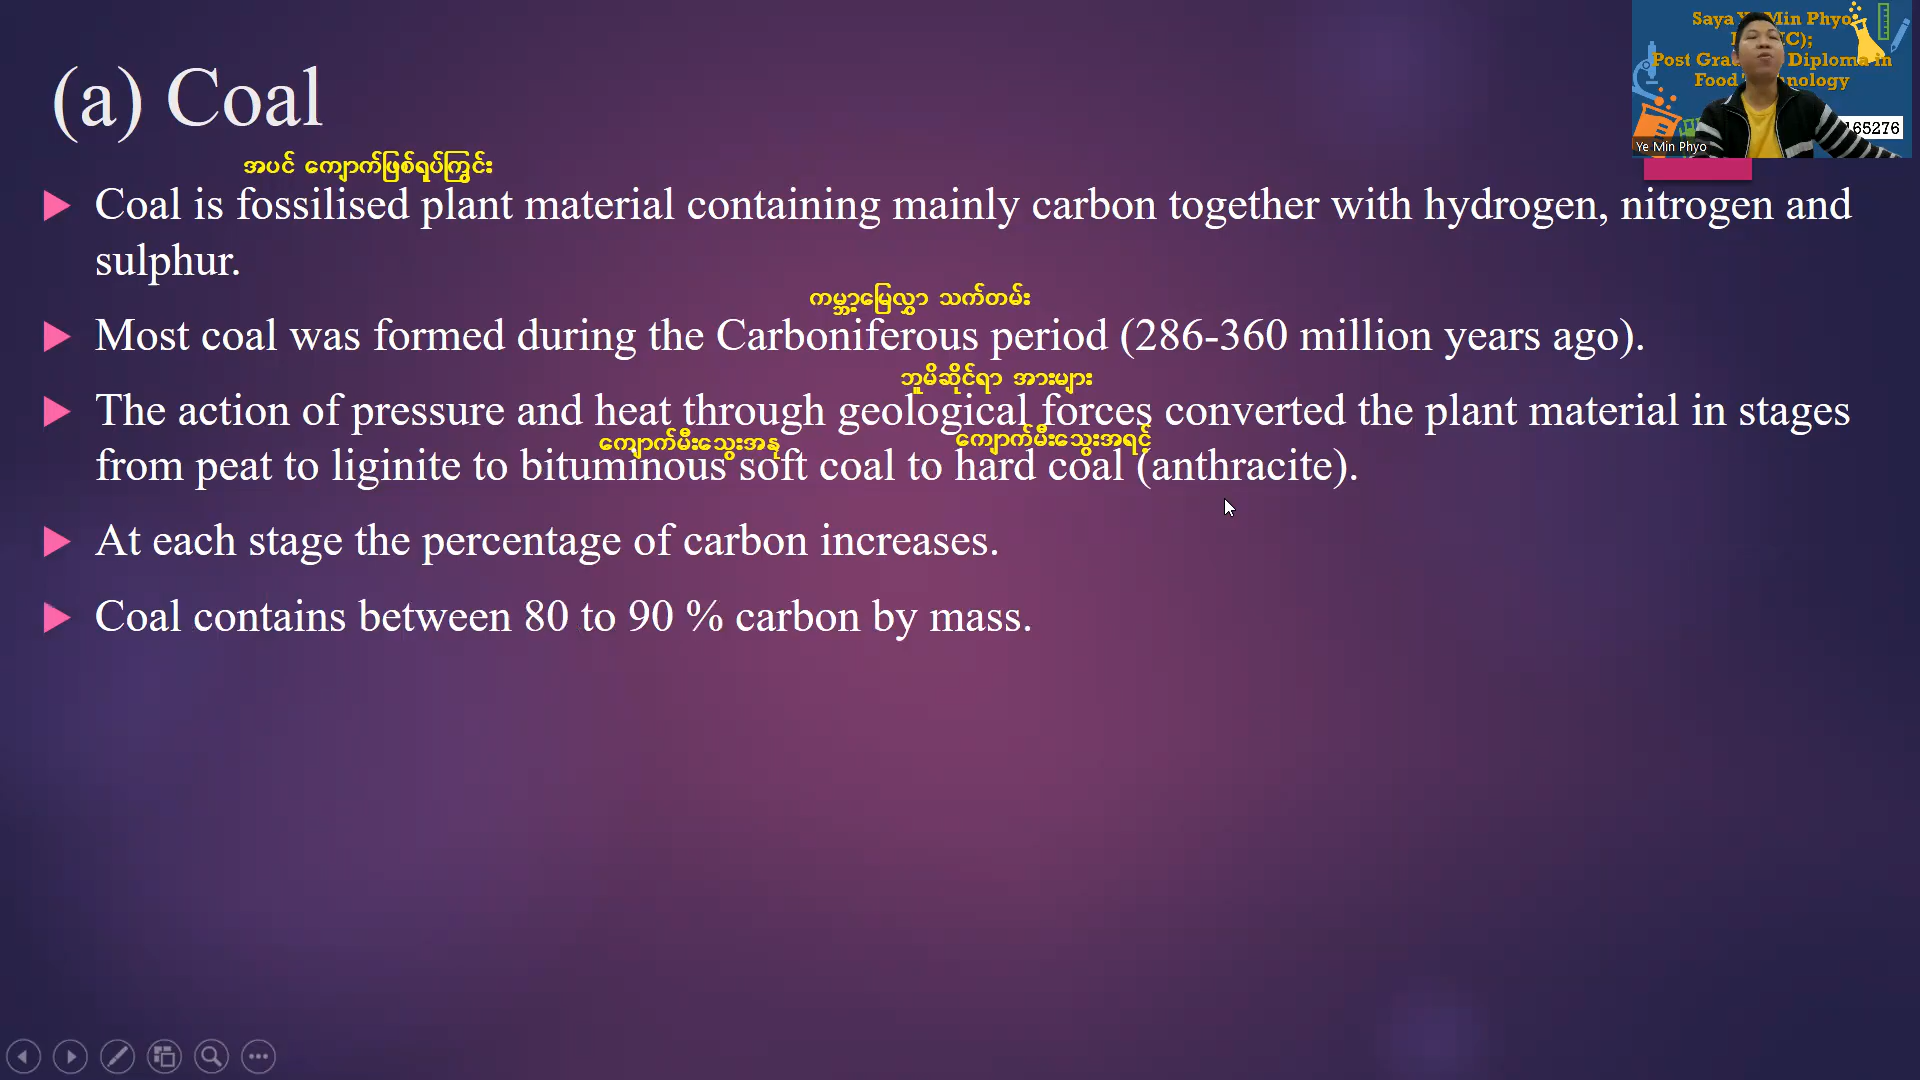 (a) Coal
အပင် ကျောက်ဖြစ်ရုပ်ကြွင်း
Coal is fossilised plant material containing mainly carbon together with hydrogen, nitrogen and
sulphur.
ကမ္ဘာ့မြေလွှာ သက်တမ်း
Most coal was formed during the Carboniferous period (286-360 million years ago).
ဘူမိဆိုင်ရာ အားများ
The action of pressure and heat through geological forces converted the plant material in stages
ကျောက်မီးသွေးအနု ကျောက်မီးသွေးအရင့်
from peat to liginite to bituminous soft coal to hard coal (anthracite).
At each stage the percentage of carbon increases.
Coal contains between 80 to 90 % carbon by mass.
Saya Min Phyo
Post Diploma in
Food
165276
Ye Min Phyo